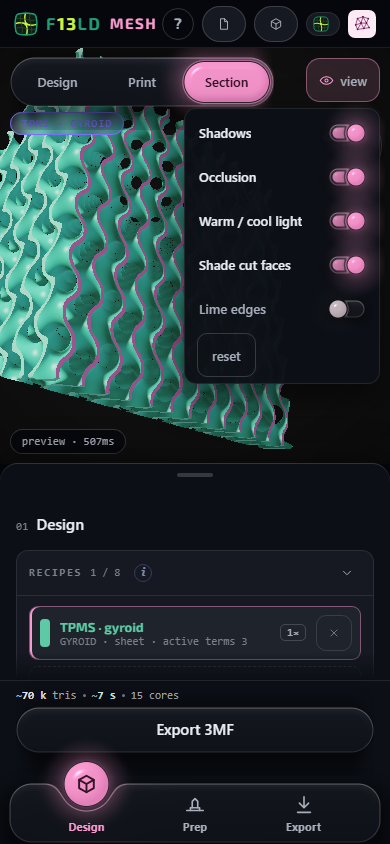 F13LD MESH ?
Design Print Section view
TPMS · GYROID
Shadows
Occlusion
Warm / cool light
Shade cut faces
Lime edges
reset
preview · 507ms
01 Design
RECIPES 1 / 8 i
TPMS · gyroid
GYROID · sheet · active terms 3
1×
~70 k tris • ~7 s • 15 cores
Export 3MF
Design Prep Export